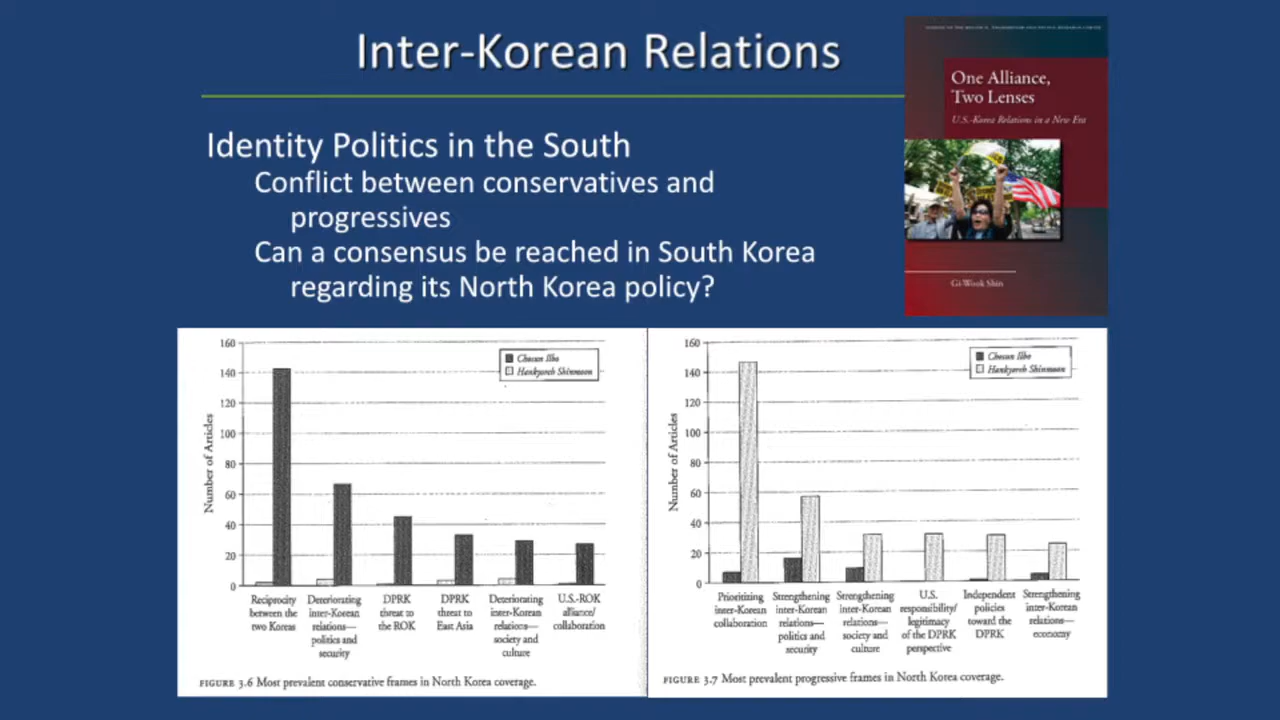 Inter-Korean Relations
One Alliance,
Two Lenses
U.S.-Korea Relations in a New Era
Gi-Wook Shin
Identity Politics in the South
Conflict between conservatives and
progressives
Can a consensus be reached in South Korea
regarding its North Korea policy?
160
140
120
100
80
60
40
20
0
Number of Articles
Chosun Ilbo
Hankyoreh Shinmoon
Reciprocity
between the
two Koreas
Deteriorating
inter-Korean
relations—
politics and
security
DPRK
threat to
the ROK
DPRK
threat to
East Asia
Deteriorating
inter-Korean
relations—
society and
culture
U.S.-ROK
alliance/
collaboration
FIGURE 3.6 Most prevalent conservative frames in North Korea coverage.
160
140
120
100
80
60
40
20
0
Number of Articles
Chosun Ilbo
Hankyoreh Shinmoon
Prioritizing
inter-Korean
collaboration
Strengthening
inter-Korean
relations—
politics and
security
Strengthening
inter-Korean
relations—
society and
culture
U.S.
responsibility/
legitimacy
of the DPRK
perspective
Independent
policies
toward the
DPRK
Strengthening
inter-Korean
relations—
economy
FIGURE 3.7 Most prevalent progressive frames in North Korea coverage.